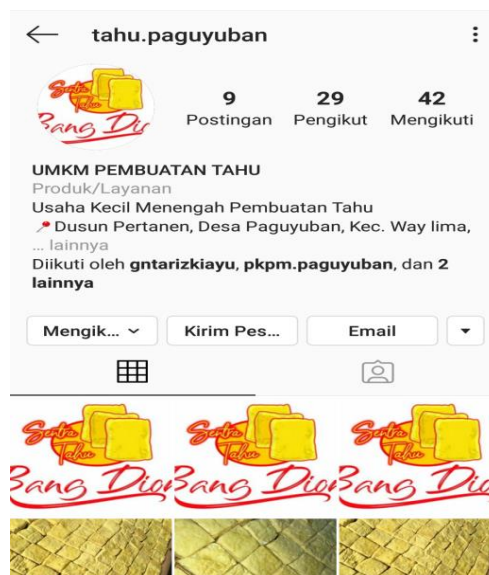 tahu.paguyuban
Sentra
Tahu
Bang Dio
9 29 42
Postingan Pengikut Mengikuti
UMKM PEMBUATAN TAHU
Produk/Layanan
Usaha Kecil Menengah Pembuatan Tahu
Dusun Pertanen, Desa Paguyuban, Kec. Way lima,
... lainnya
Diikuti oleh gntarizkiayu, pkpm.paguyuban, dan 2
lainnya
Mengik... Kirim Pes... Email
Sentra Sentra Sentra
Tahu Tahu Tahu
Bang Dion Bang Dion Bang Dio